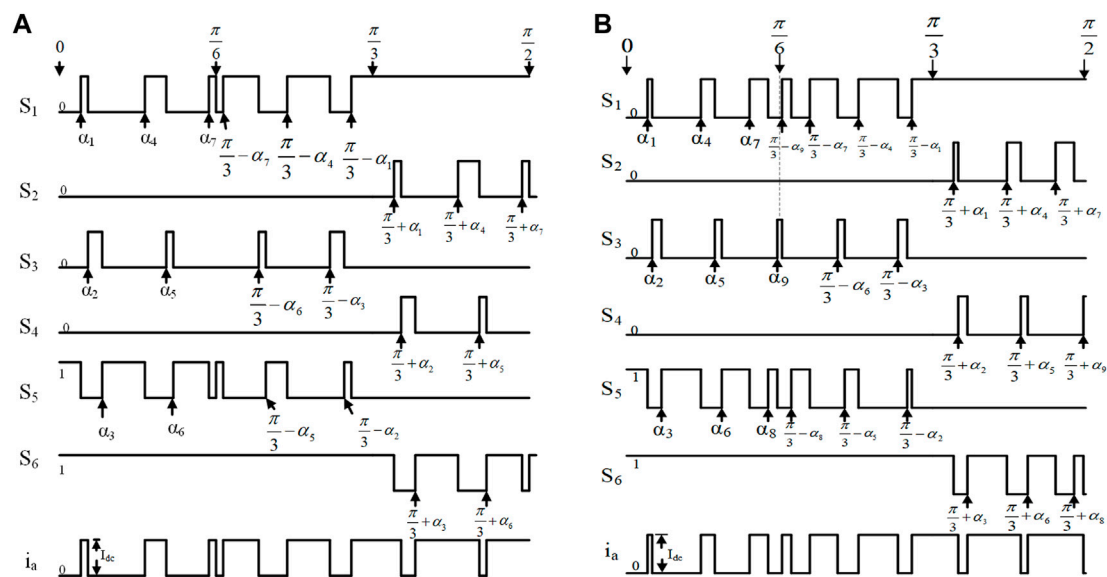 A
0
π/6
π/3
π/2
S₁ 0
α₁ α₄ α₇ π/3−α₇ π/3−α₄ π/3−α₁
S₂ 0
π/3+α₁ π/3+α₄ π/3+α₇
S₃ 0
α₂ α₅ π/3−α₆ π/3−α₃
S₄ 0
π/3+α₂ π/3+α₅
S₅ 1
α₃ α₆ π/3−α₅ π/3−α₂
S₆ 1
π/3+α₃ π/3+α₆
iₐ 0 I_dc
B
0
π/6
π/3
π/2
S₁ 0
α₁ α₄ α₇ π/3−α₉ π/3−α₇ π/3−α₄ π/3−α₁
S₂ 0
π/3+α₁ π/3+α₄ π/3+α₇
S₃ 0
α₂ α₅ α₉ π/3−α₆ π/3−α₃
S₄ 0
π/3+α₂ π/3+α₅ π/3+α₉
S₅ 1
α₃ α₆ α₈ π/3−α₈ π/3−α₅ π/3−α₂
S₆ 1
π/3+α₃ π/3+α₆ π/3+α₈
iₐ 0 I_dc